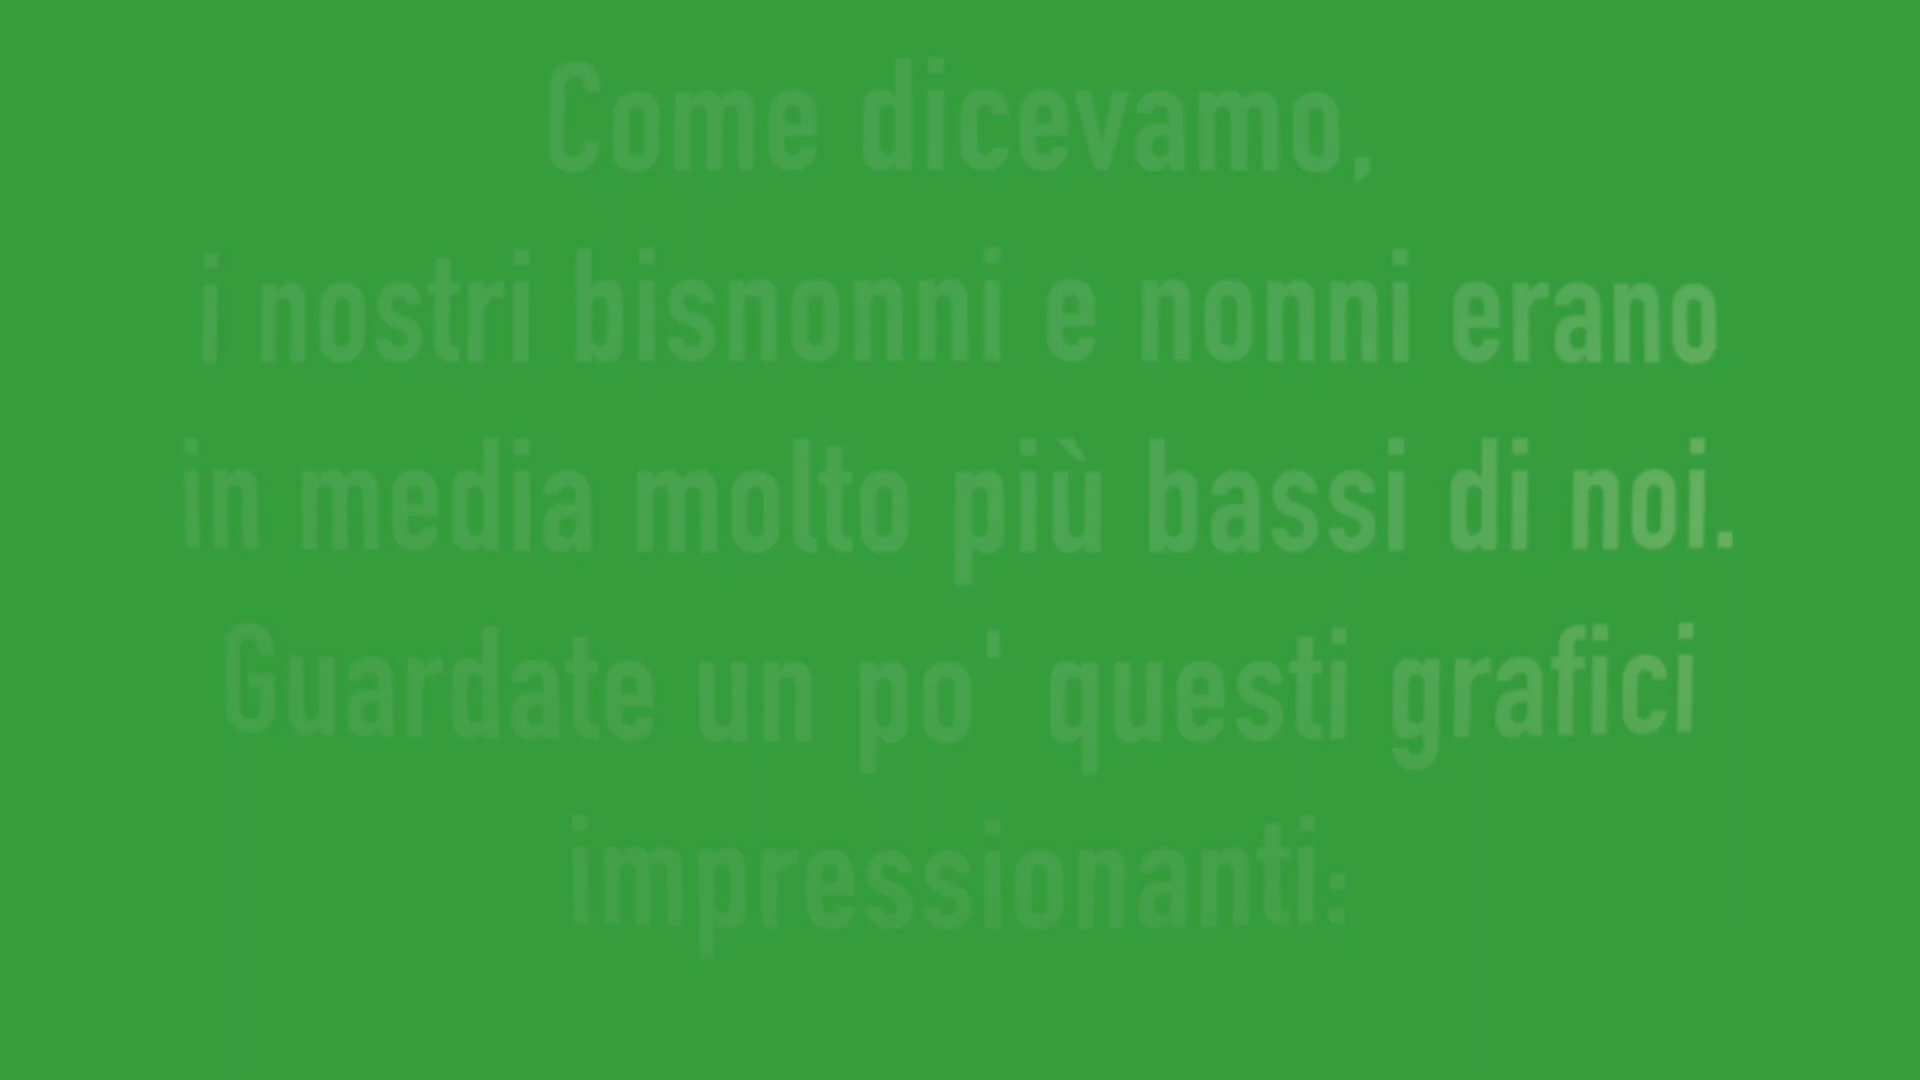 Come dicevamo,
i nostri bisnonni e nonni erano
in media molto più bassi di noi.
Guardate un po' questi grafici
impressionanti: